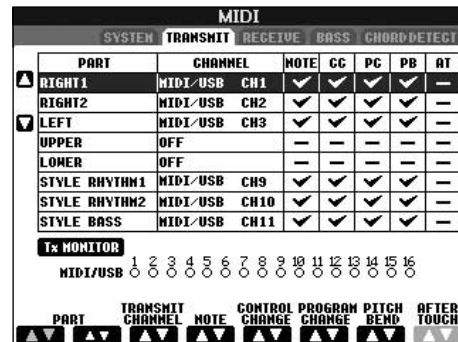 MIDI
SYSTEM TRANSMIT RECEIVE BASS CHORD DETECT
PART CHANNEL NOTE CC PC PB AT
RIGHT1 MIDI/USB CH1
RIGHT2 MIDI/USB CH2
LEFT MIDI/USB CH3
UPPER OFF
LOWER OFF
STYLE RHYTHM1 MIDI/USB CH9
STYLE RHYTHM2 MIDI/USB CH10
STYLE BASS MIDI/USB CH11
Tx MONITOR
1 2 3 4 5 6 7 8 9 10 11 12 13 14 15 16
MIDI/USB
PART TRANSMIT CHANNEL NOTE CONTROL CHANGE PROGRAM CHANGE PITCH BEND AFTER TOUCH